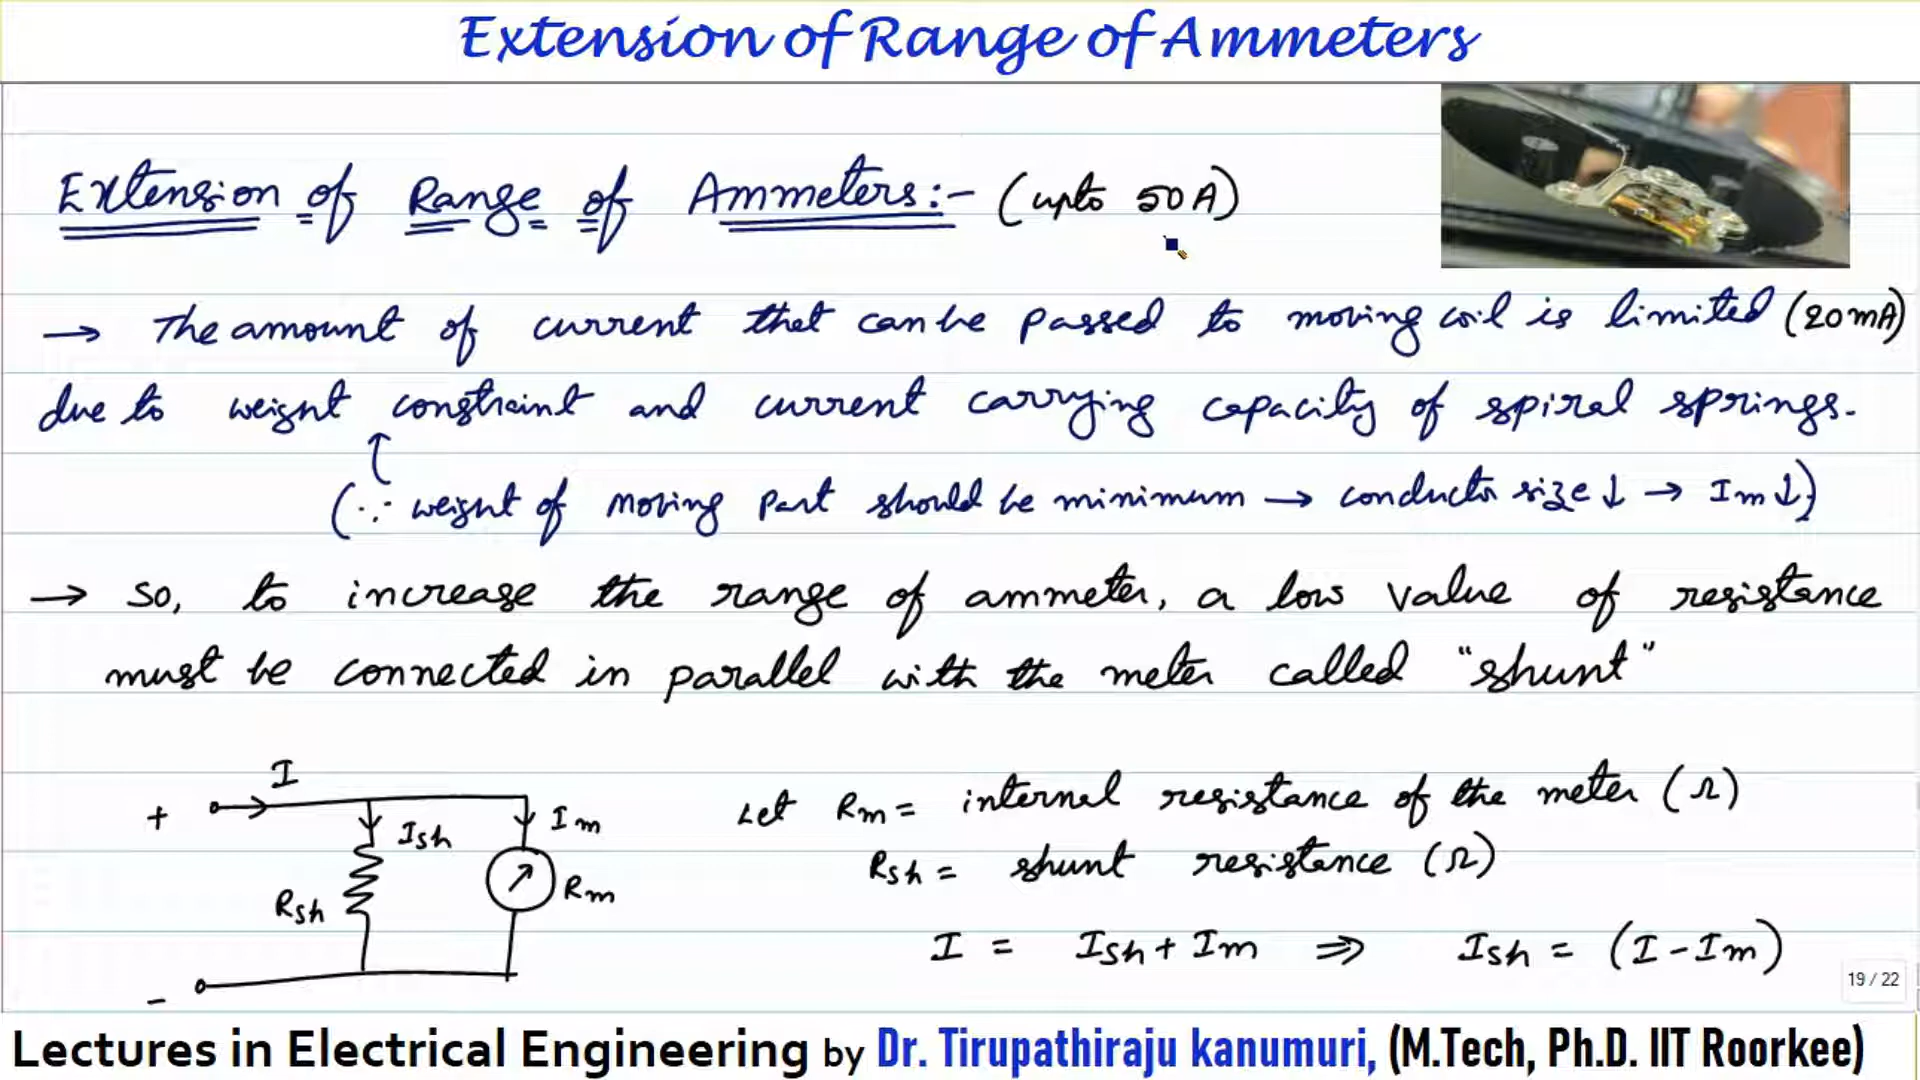 Extension of Range of Ammeters
Extension of Range of Ammeters:- (upto 50A)
→ The amount of current that can be passed to moving coil is limited (20mA)
due to weight constraint and current carrying capacity of spiral springs.
(∵ weight of moving part should be minimum → conductor size ↓ → Im ↓)
→ So, to increase the range of ammeter, a low value of resistance
must be connected in parallel with the meter called "shunt"
I
+
Ish
Im
Rsh
Rm
-
Let Rm = internal resistance of the meter (Ω)
Rsh = shunt resistance (Ω)
I = Ish + Im ⇒ Ish = (I - Im)
19 / 22
Lectures in Electrical Engineering by Dr. Tirupathiraju kanumuri, (M.Tech, Ph.D. IIT Roorkee)